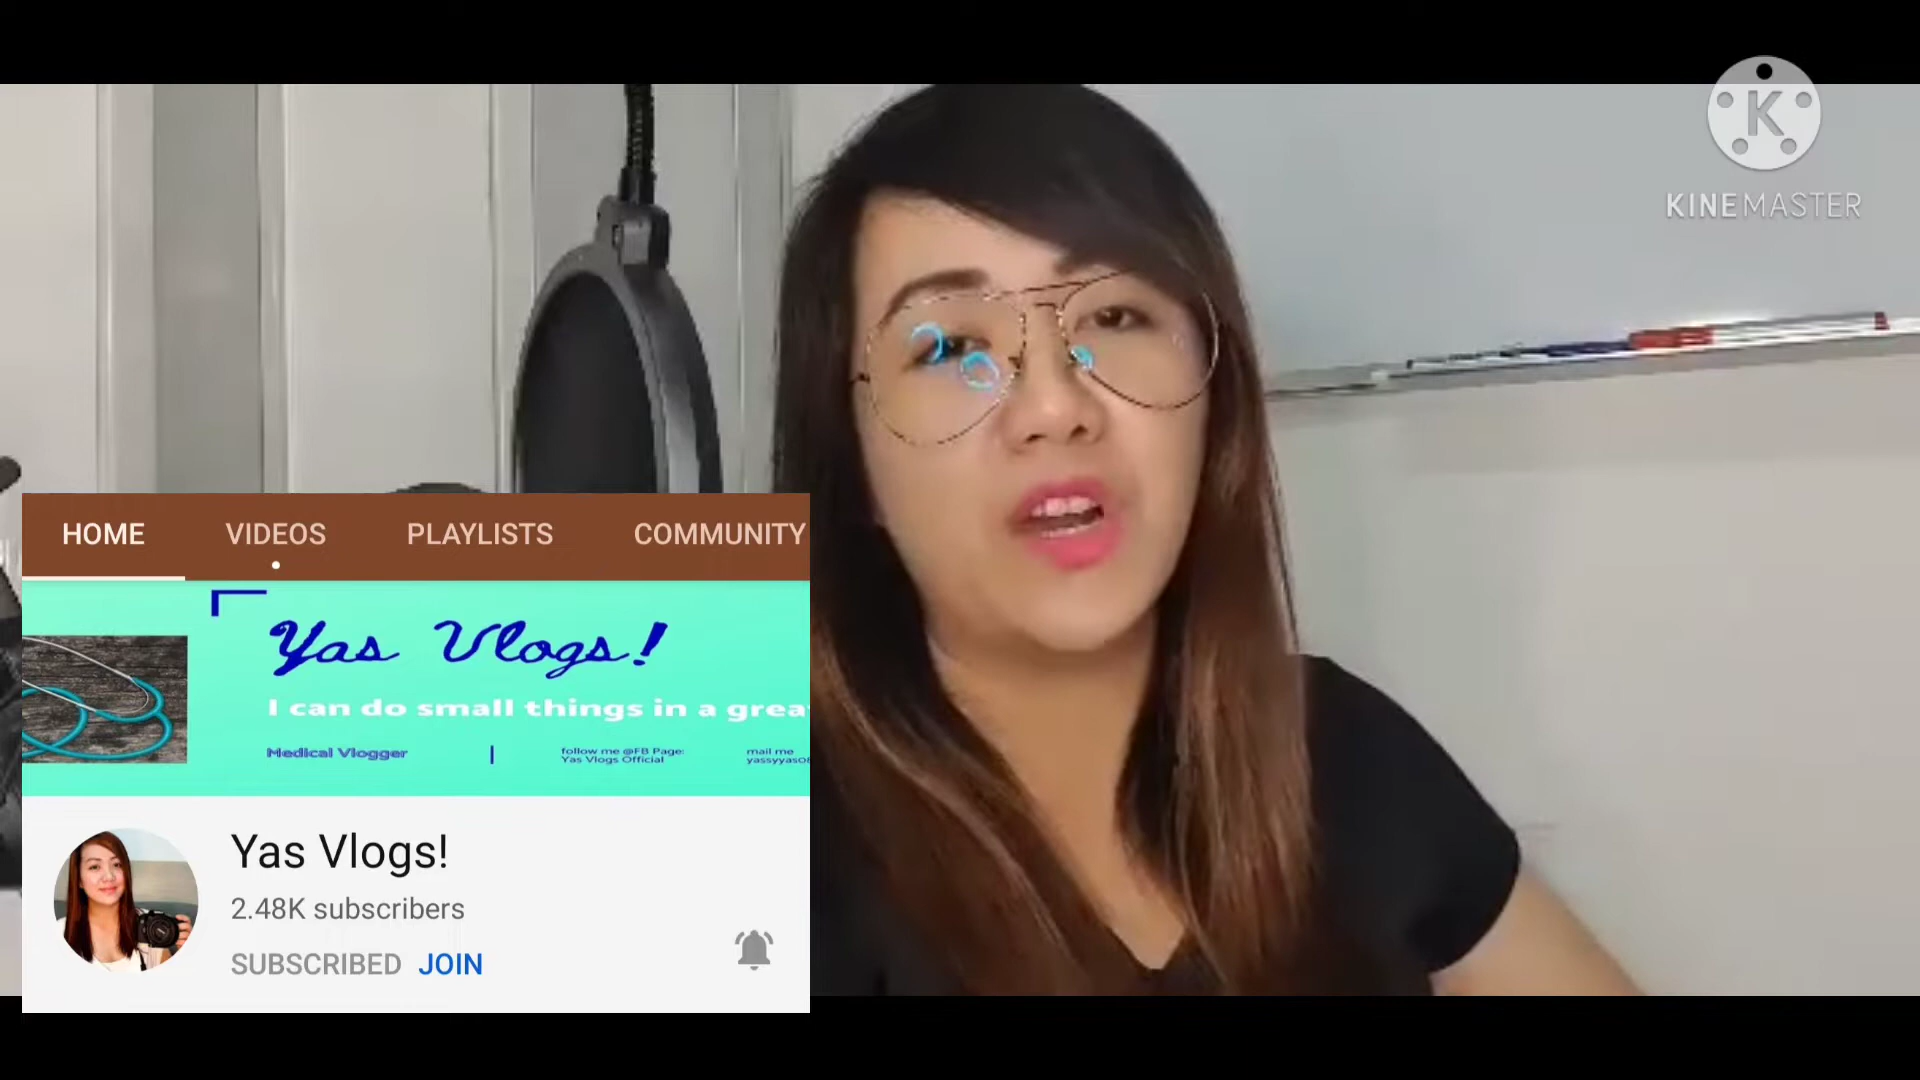 K
KINEMASTER
HOME VIDEOS PLAYLISTS COMMUNITY
Yas Vlogs!
I can do small things in a grea
Medical Vlogger | follow me @FB Page: mail me
Yas Vlogs Official yassyyaso
Yas Vlogs!
2.48K subscribers
SUBSCRIBED JOIN